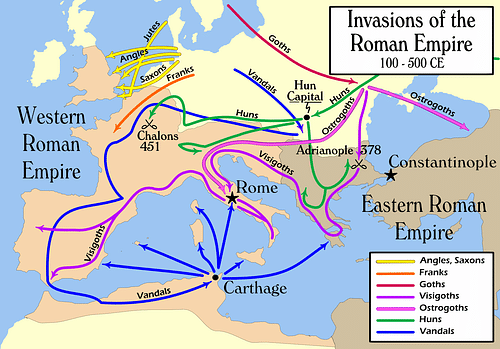 Invasions of the
Roman Empire
100 - 500 CE
Jutes
Angles
Saxons
Franks
Goths
Vandals
Hun
Capital
Huns
Huns
Ostrogoths
Ostrogoths
Western
Roman
Empire
Chalons
451
Adrianople 378
Visigoths
Constantinople
Rome
Eastern Roman
Empire
Visigoths
Vandals
Carthage
Angles, Saxons
Franks
Goths
Visigoths
Ostrogoths
Huns
Vandals